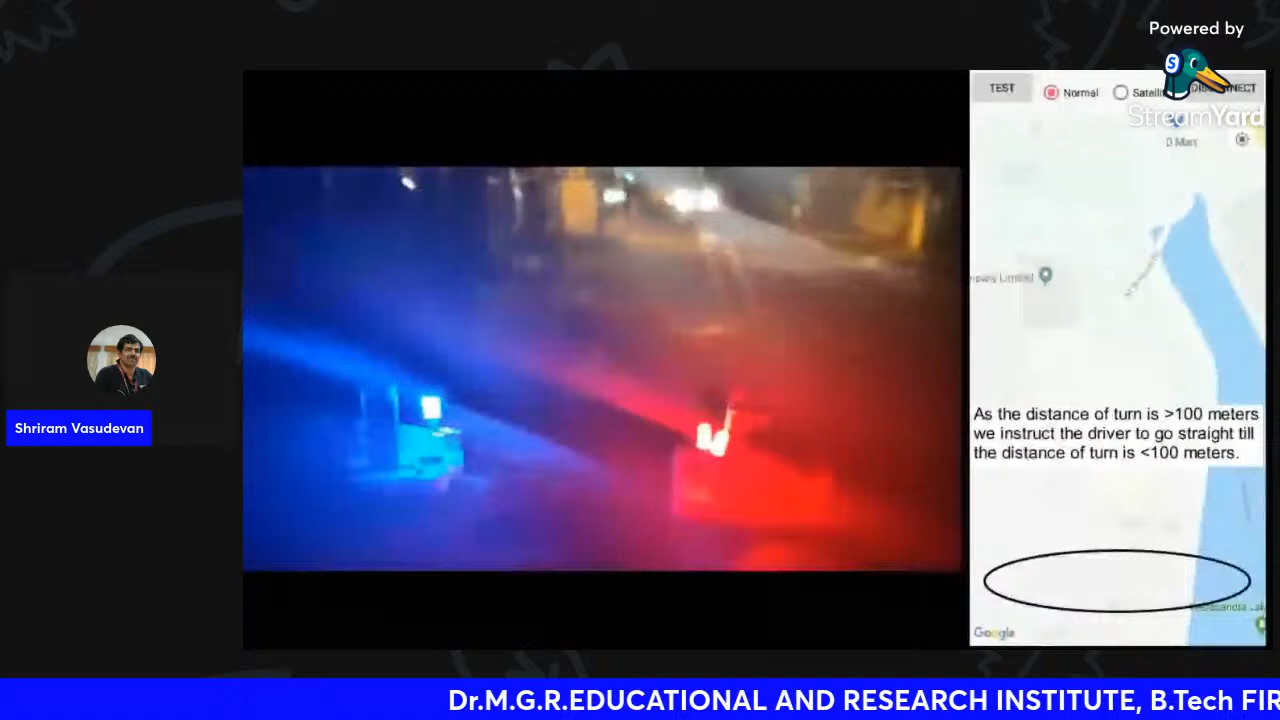 Powered by
StreamYard
TEST
Normal
D Mart
Limited
As the distance of turn is >100 meters
we instruct the driver to go straight till
the distance of turn is <100 meters.
Google
Shriram Vasudevan
Dr.M.G.R.EDUCATIONAL AND RESEARCH INSTITUTE, B.Tech FIR